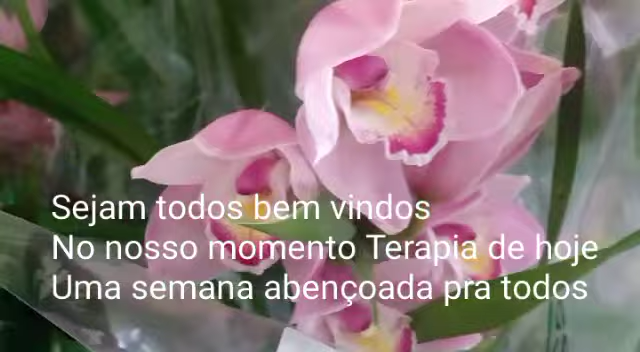 Sejam todos bem vindos
No nosso momento Terapia de hoje
Uma semana abençoada pra todos